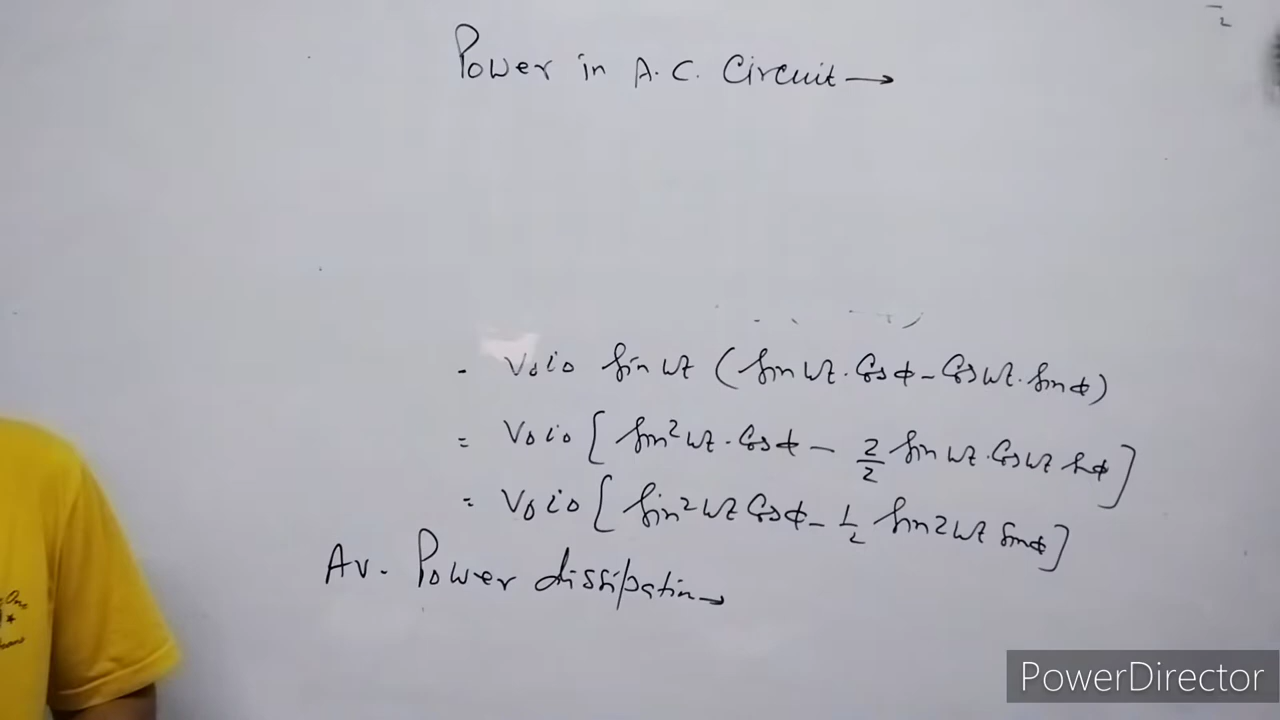 Power in A.C. Circuit →
- V₀i₀ Sin ωt (Sin ωt. Cos ϕ - Cos ωt. Sin ϕ)
= V₀i₀ [ Sin² ωt. Cos ϕ - 2/2 Sin ωt. Cos ωt Sin ϕ ]
= V₀i₀ [ Sin² ωt Cos ϕ - 1/2 Sin 2ωt Sin ϕ ]
Av. Power dissipatin →
PowerDirector